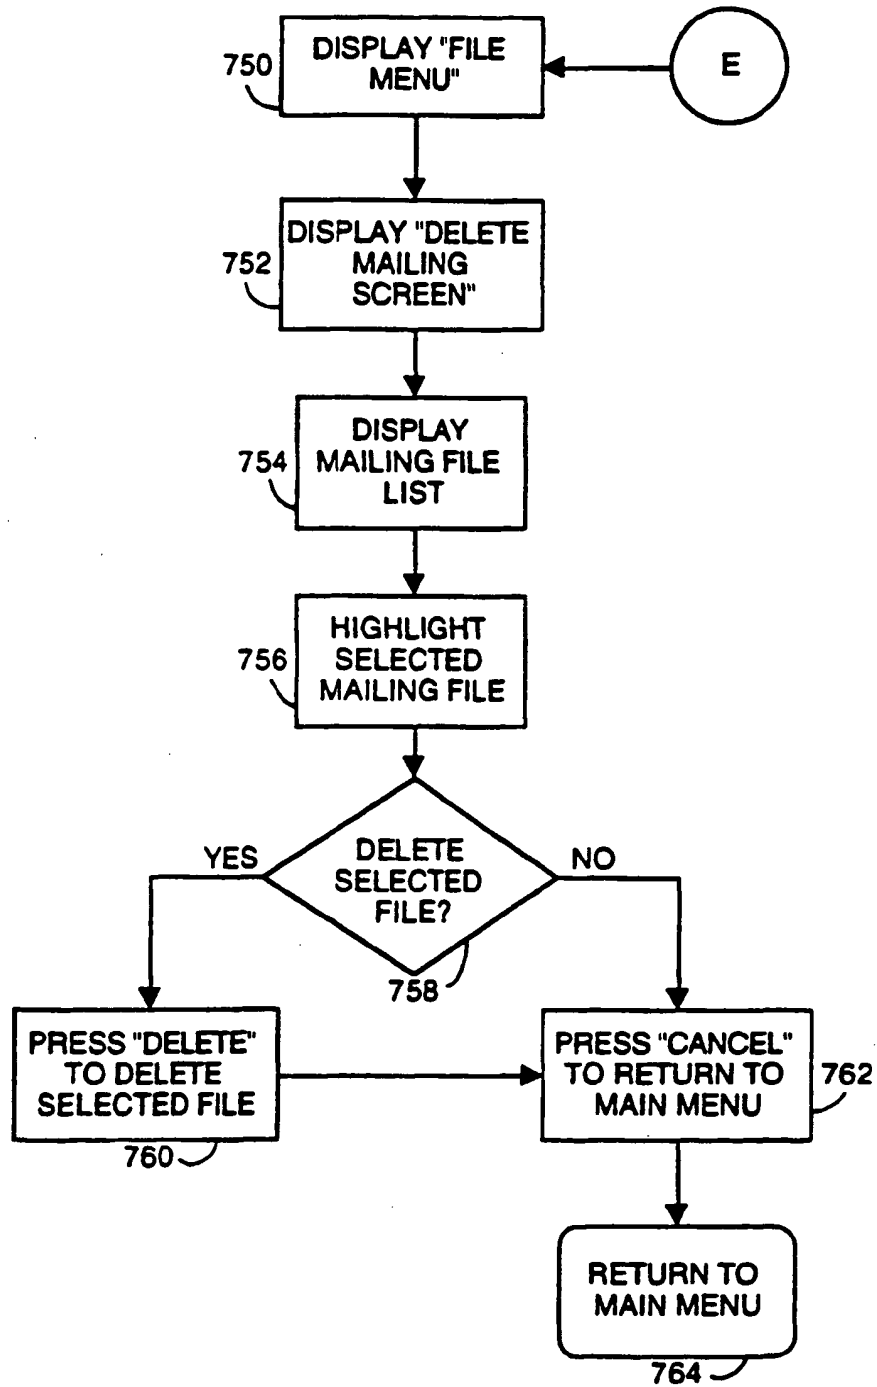 DISPLAY "FILE
MENU"
E
750
DISPLAY "DELETE
MAILING
SCREEN"
752
DISPLAY
MAILING FILE
LIST
754
HIGHLIGHT
SELECTED
MAILING FILE
756
YES
DELETE
SELECTED
FILE?
NO
758
PRESS "DELETE"
TO DELETE
SELECTED FILE
760
PRESS "CANCEL"
TO RETURN TO
MAIN MENU
762
RETURN TO
MAIN MENU
764